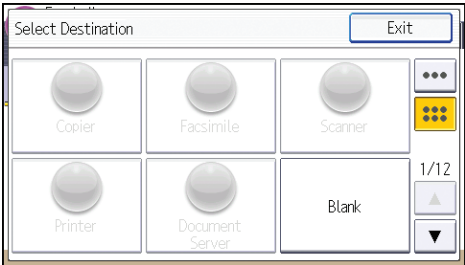 Select Destination
Exit
Copier
Facsimile
Scanner
1/12
Printer
Document
Server
Blank